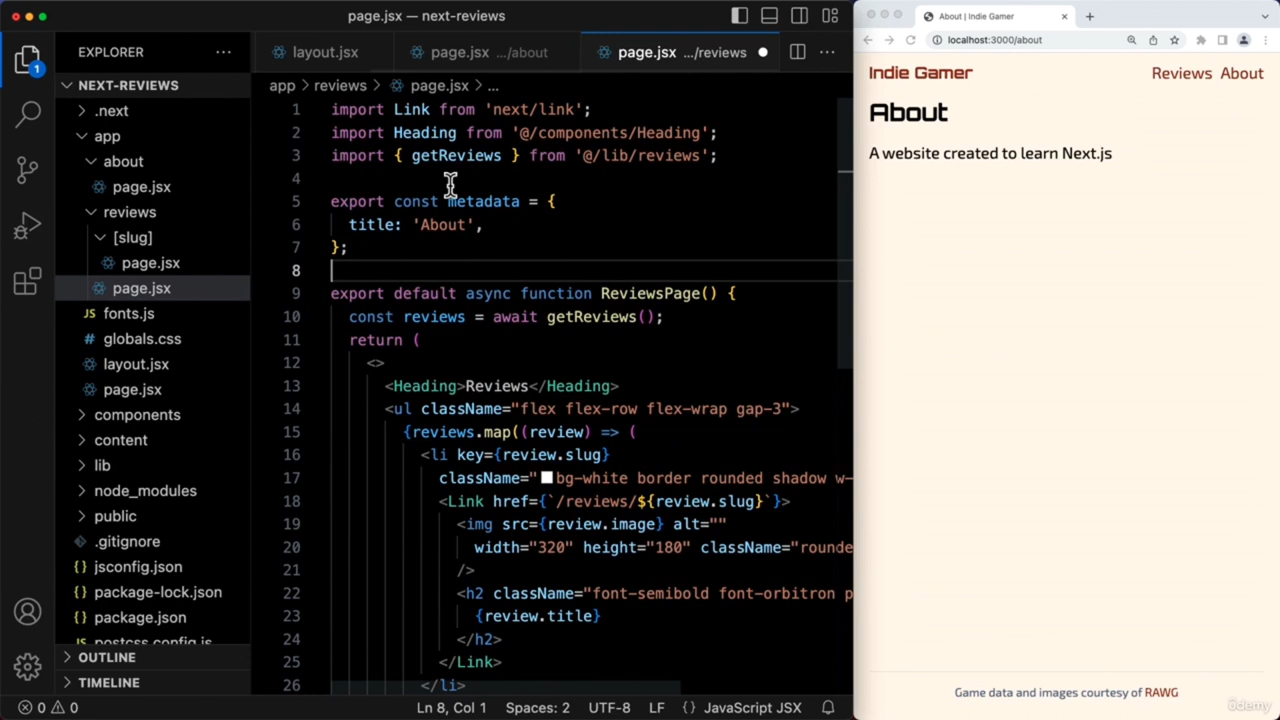 page.jsx — next-reviews
EXPLORER
NEXT-REVIEWS
.next
app
about
page.jsx
reviews
[slug]
page.jsx
page.jsx
fonts.js
globals.css
layout.jsx
page.jsx
components
content
lib
node_modules
public
.gitignore
jsconfig.json
package-lock.json
package.json
postcss.config.js
OUTLINE
TIMELINE
1
layout.jsx
page.jsx .../about
page.jsx .../reviews
app > reviews > page.jsx > ...
1 import Link from 'next/link';
2 import Heading from '@/components/Heading';
3 import { getReviews } from '@/lib/reviews';
4
5 export const metadata = {
6 title: 'About',
7 };
8
9 export default async function ReviewsPage() {
10 const reviews = await getReviews();
11 return (
12 <>
13 <Heading>Reviews</Heading>
14 <ul className="flex flex-row flex-wrap gap-3">
15 {reviews.map((review) => (
16 <li key={review.slug}
17 className="bg-white border rounded shadow w-
18 <Link href={`/reviews/${review.slug}`}>
19 <img src={review.image} alt=""
20 width="320" height="180" className="rounde
21 />
22 <h2 className="font-semibold font-orbitron p
23 {review.title}
24 </h2>
25 </Link>
26 </li>
0 0
Ln 8, Col 1 Spaces: 2 UTF-8 LF {} JavaScript JSX
About | Indie Gamer
localhost:3000/about
Indie Gamer
Reviews About
About
A website created to learn Next.js
Game data and images courtesy of RAWG
ûdemy